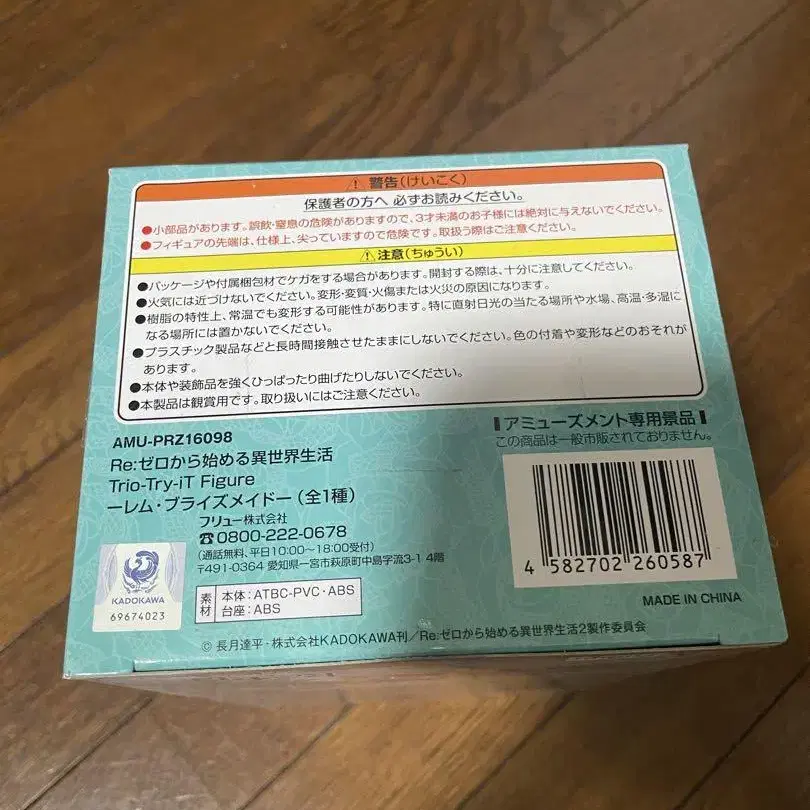 ⚠ 警告(けいこく)
保護者の方へ 必ずお読みください。
●小部品があります。誤飲・窒息の危険がありますので、3才未満のお子様には絶対に与えないでください。
●フィギュアの先端は、仕様上、尖っていますので危険です。取扱う際はご注意ください。
⚠ 注意(ちゅうい)
●パッケージや付属梱包材でケガをする場合があります。開封する際は、十分に注意してください。
●火気には近づけないでください。変形・変質・火傷または火災の原因になります。
●樹脂の特性上、常温でも変形する可能性があります。特に直射日光の当たる場所や水場、高温・多湿に
なる場所には置かないでください。
●プラスチック製品などと長時間接触させたままにしないでください。色の付着や変形などのおそれが
あります。
●本体や装飾品を強くひっぱったり曲げたりしないでください。
●本製品は観賞用です。取り扱いにはご注意ください。
AMU-PRZ16098
Re:ゼロから始める異世界生活
Trio-Try-iT Figure
ーレム・ブライズメイドー(全1種)
フリュー株式会社
☎0800-222-0678
(通話無料、平日10:00〜18:00受付)
〒491-0364 愛知県一宮市萩原町中島字流3-1 4階
KADOKAWA
69674023
素材
本体:ATBC-PVC・ABS
台座:ABS
アミューズメント専用景品
この商品は一般市販されておりません。
4 582702 260587
MADE IN CHINA
© 長月達平・株式会社KADOKAWA刊/Re:ゼロから始める異世界生活2製作委員会